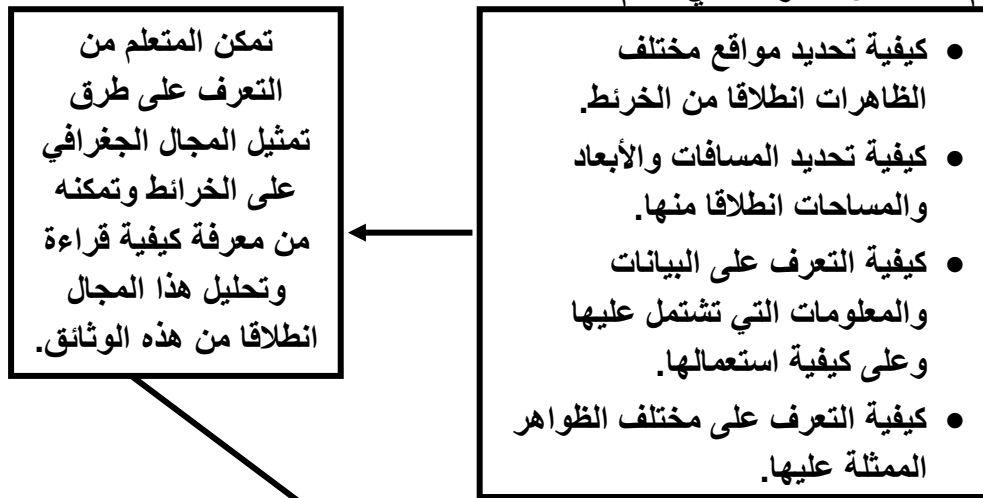 كيفية تحديد مواقع مختلف
الظاهرات انطلاقا من الخرئط.
كيفية تحديد المسافات والأبعاد
والمساحات انطلاقا منها.
كيفية التعرف على البيانات
والمعلومات التي تشتمل عليها
وعلى كيفية استعمالها.
كيفية التعرف على مختلف الظواهر
الممثلة عليها.
تمكن المتعلم من
التعرف على طرق
تمثيل المجال الجغرافي
على الخرائط وتمكنه
من معرفة كيفية قراءة
وتحليل هذا المجال
انطلاقا من هذه الوثائق.